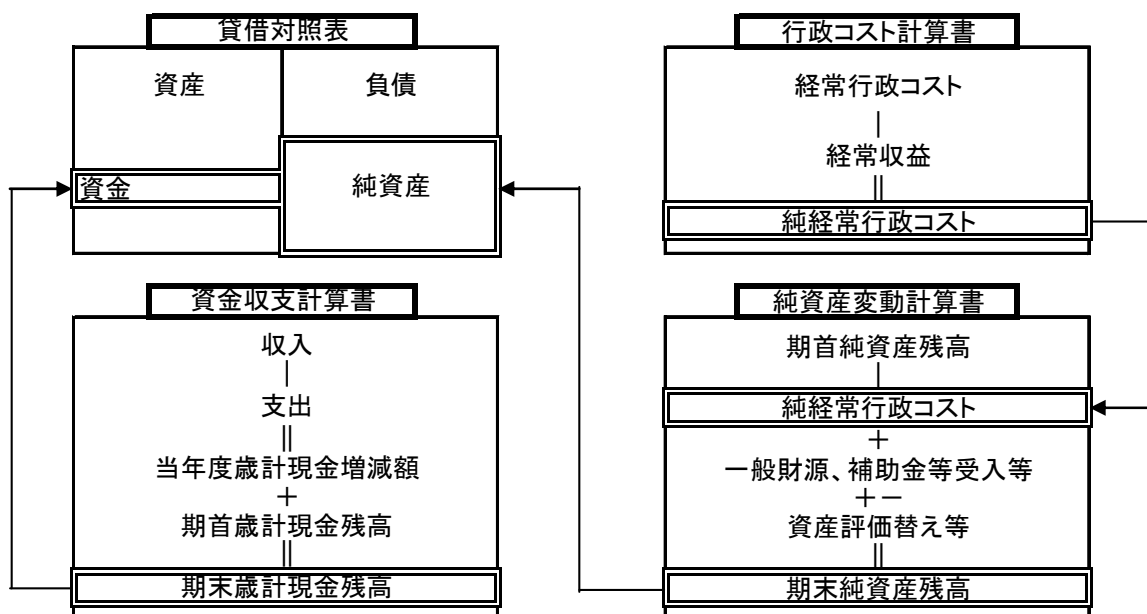 貸借対照表
資産
負債
資金
純資産
行政コスト計算書
経常行政コスト
|
経常収益
||
純経常行政コスト
資金収支計算書
収入
|
支出
||
当年度歳計現金増減額
+
期首歳計現金残高
||
期末歳計現金残高
純資産変動計算書
期首純資産残高
|
純経常行政コスト
+
一般財源、補助金等受入等
+-
資産評価替え等
||
期末純資産残高